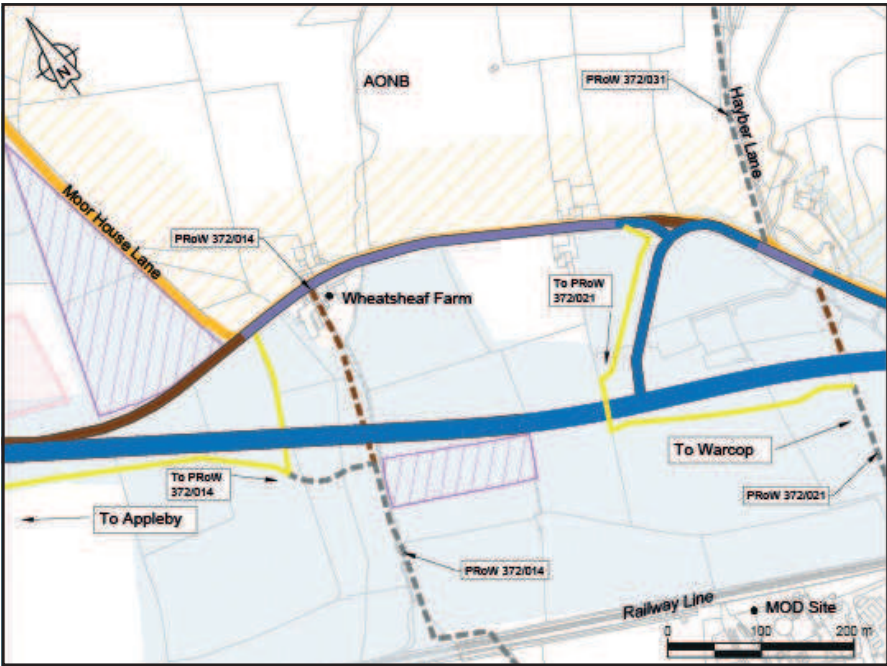 N
AONB
PRoW 372/031
Hayber Lane
Moor House Lane
PRoW 372/014
Wheatsheaf Farm
To PRoW
372/021
To Warcop
To PRoW
372/014
To Appleby
PRoW 372/021
PRoW 372/014
Railway Line
MOD Site
0 100 200 m